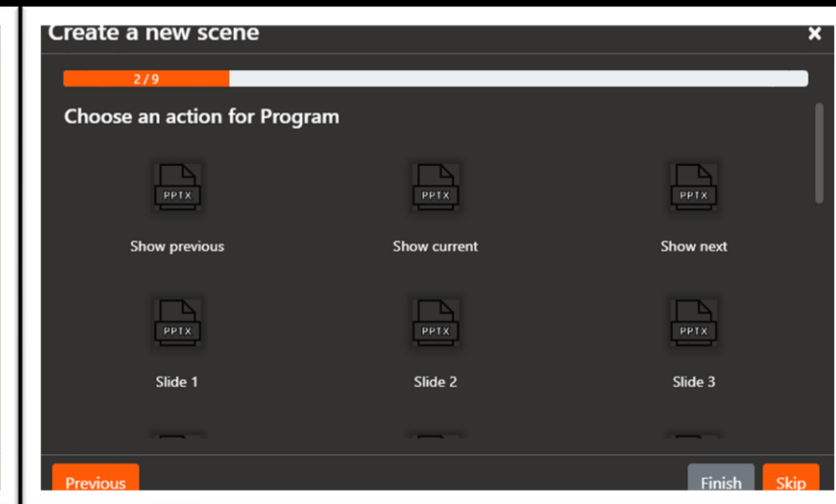 Create a new scene ×
2/9
Choose an action for Program
PPTX PPTX PPTX
Show previous Show current Show next
PPTX PPTX PPTX
Slide 1 Slide 2 Slide 3
Previous Finish Skip